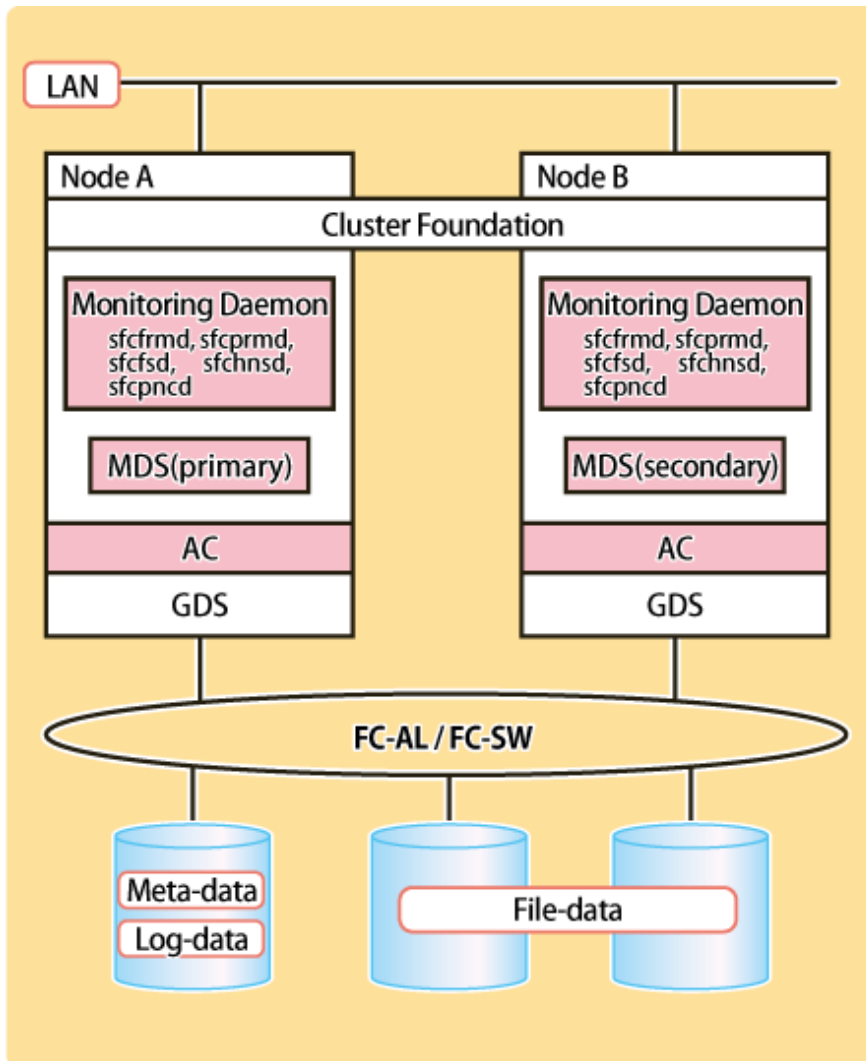 LAN
Node A
Node B
Cluster Foundation
Monitoring Daemon
sfcfrmd, sfcprmd,
sfcfsd, sfchnsd,
sfcpncd
Monitoring Daemon
sfcfrmd, sfcprmd,
sfcfsd, sfchnsd,
sfcpncd
MDS(primary)
MDS(secondary)
AC
AC
GDS
GDS
FC-AL / FC-SW
Meta-data
Log-data
File-data